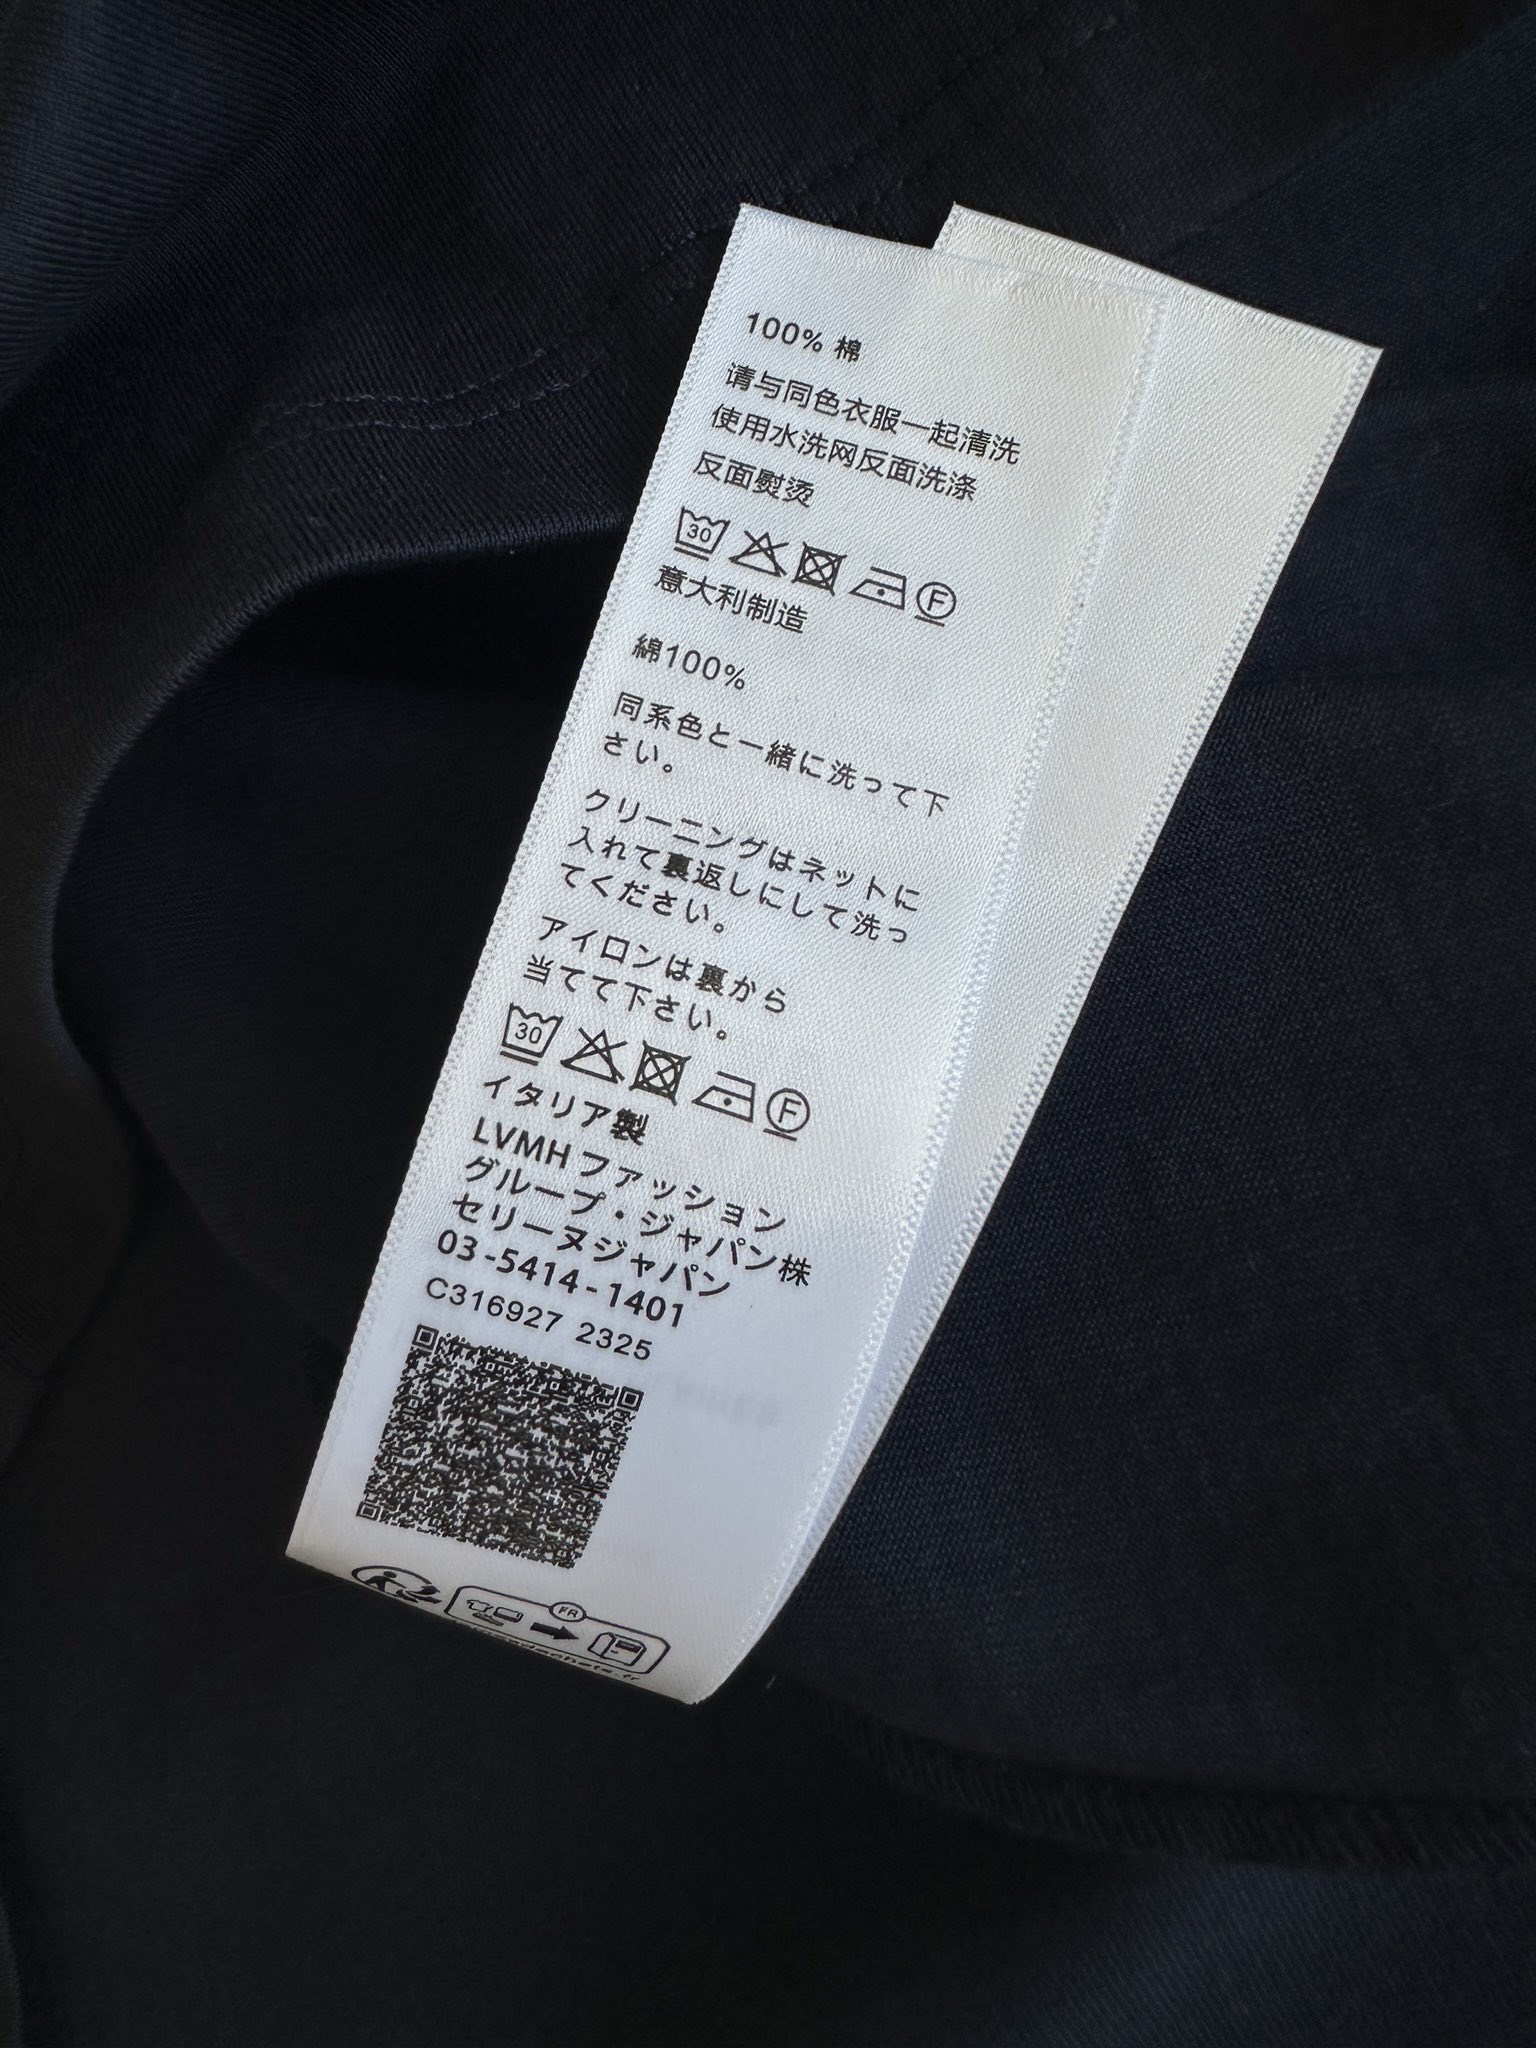 100% 棉
请与同色衣服一起清洗
使用水洗网反面洗涤
反面熨烫
30 F
意大利制造
綿100%
同系色と一緒に洗って下
さい。
クリーニングはネットに
入れて裏返しにして洗っ
てください。
アイロンは裏から
当てて下さい。
30 F
イタリア製
LVMH ファッション
グループ・ジャパン株
セリーヌジャパン
03-5414-1401
C316927 2325
FR